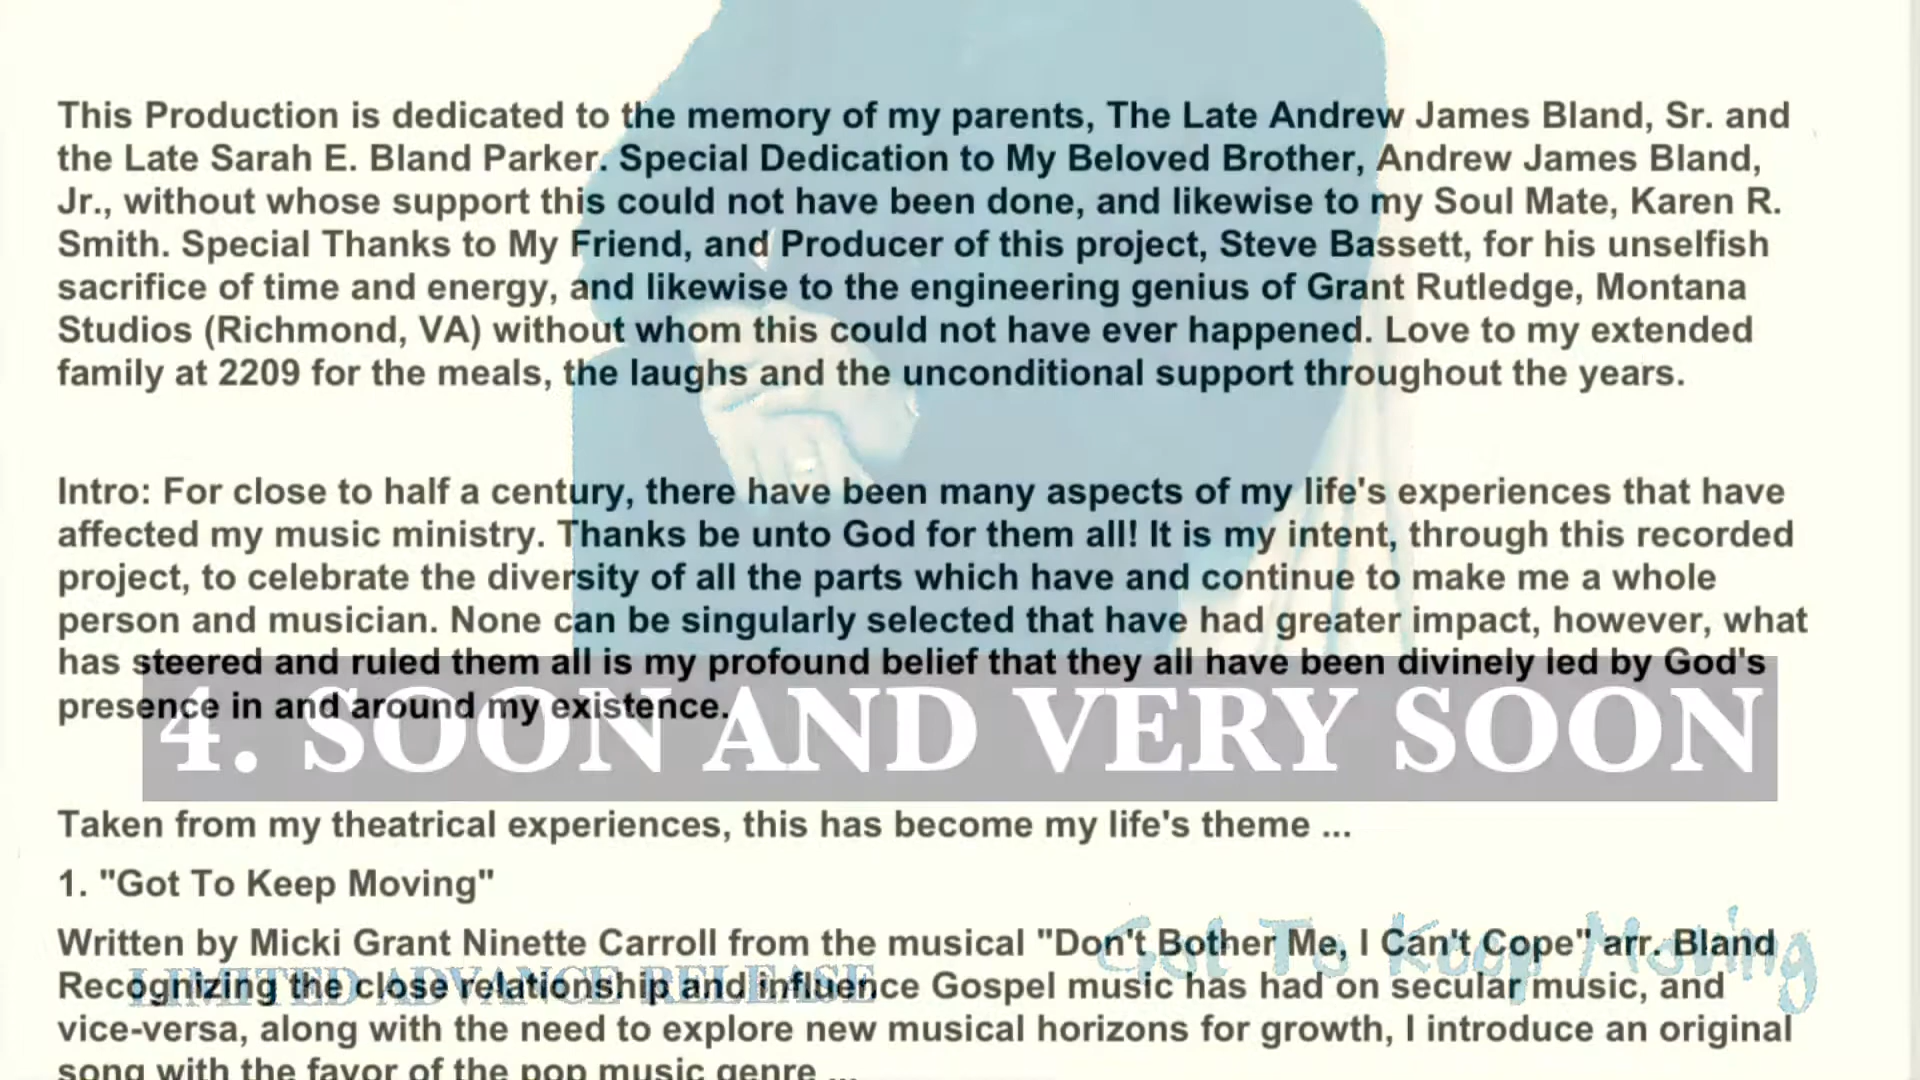 This Production is dedicated to the memory of my parents, The Late Andrew James Bland, Sr. and
the Late Sarah E. Bland Parker. Special Dedication to My Beloved Brother, Andrew James Bland,
Jr., without whose support this could not have been done, and likewise to my Soul Mate, Karen R.
Smith. Special Thanks to My Friend, and Producer of this project, Steve Bassett, for his unselfish
sacrifice of time and energy, and likewise to the engineering genius of Grant Rutledge, Montana
Studios (Richmond, VA) without whom this could not have ever happened. Love to my extended
family at 2209 for the meals, the laughs and the unconditional support throughout the years.
Intro: For close to half a century, there have been many aspects of my life's experiences that have
affected my music ministry. Thanks be unto God for them all! It is my intent, through this recorded
project, to celebrate the diversity of all the parts which have and continue to make me a whole
person and musician. None can be singularly selected that have had greater impact, however, what
has steered and ruled them all is my profound belief that they all have been divinely led by God's
presence in and around my existence.
4. SOON AND VERY SOON
Taken from my theatrical experiences, this has become my life's theme ...
1. "Got To Keep Moving"
Written by Micki Grant Ninette Carroll from the musical "Don't Bother Me, I Can't Cope" arr. Bland
Got To Keep Moving
Recognizing the close relationship and influence Gospel music has had on secular music, and
LIMITED ADVANCE RELEASE
vice-versa, along with the need to explore new musical horizons for growth, I introduce an original
song with the favor of the pop music genre ...